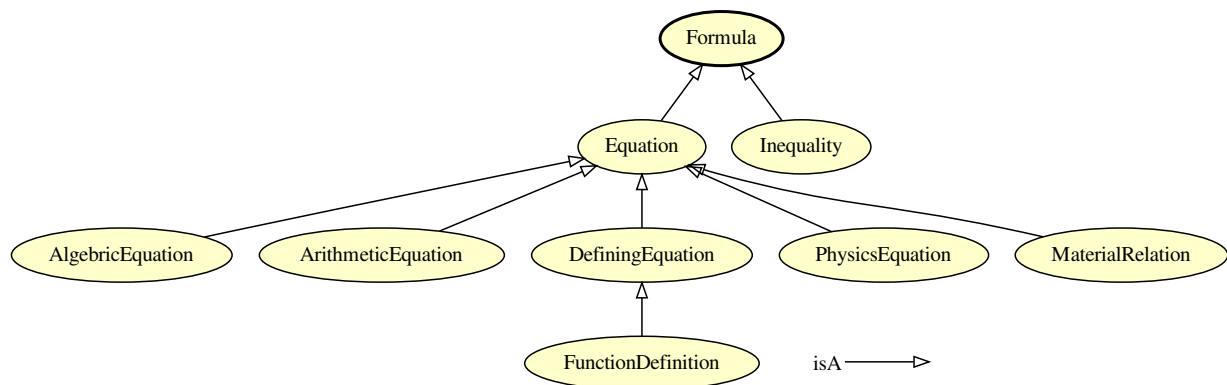 Formula
Equation
Inequality
AlgebricEquation
ArithmeticEquation
DefiningEquation
PhysicsEquation
MaterialRelation
FunctionDefinition
isA